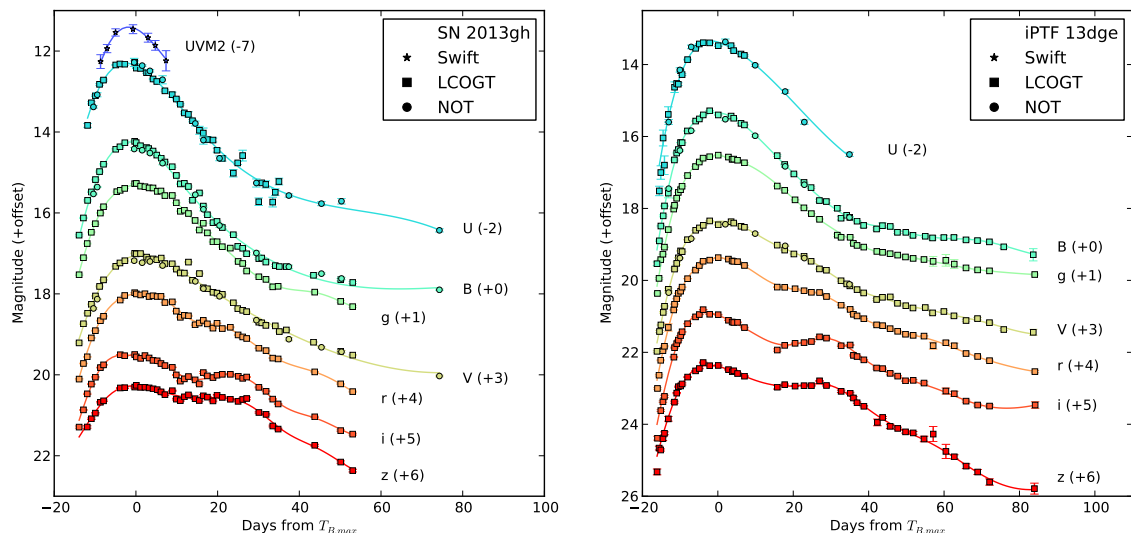 SN 2013gh
Swift
LCOGT
NOT
UVM2 (-7)
U (-2)
B (+0)
g (+1)
V (+3)
r (+4)
i (+5)
z (+6)
12
14
16
18
20
22
Magnitude (+offset)
−20
0
20
40
60
80
100
Days from T_{B,max}
iPTF 13dge
Swift
LCOGT
NOT
U (-2)
B (+0)
g (+1)
V (+3)
r (+4)
i (+5)
z (+6)
14
16
18
20
22
24
26
Magnitude (+offset)
−20
0
20
40
60
80
100
Days from T_{B,max}